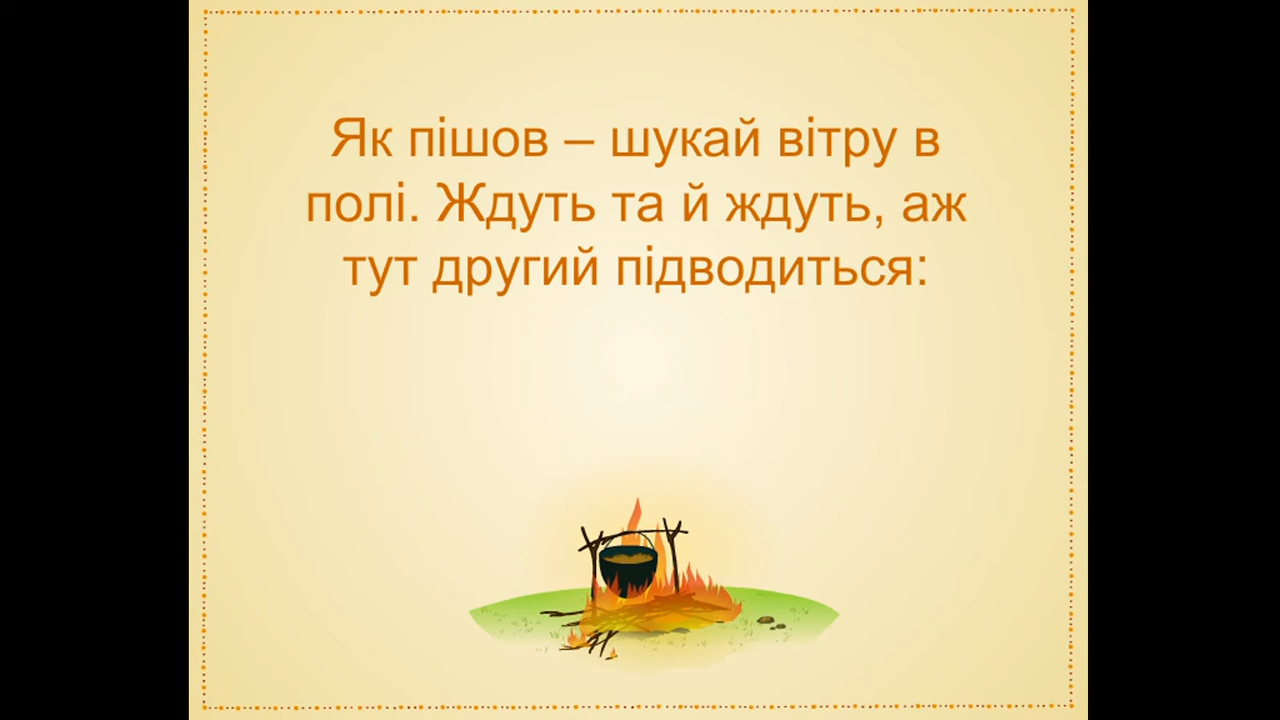 Як пішов – шукай вітру в
полі. Ждуть та й ждуть, аж
тут другий підводиться: